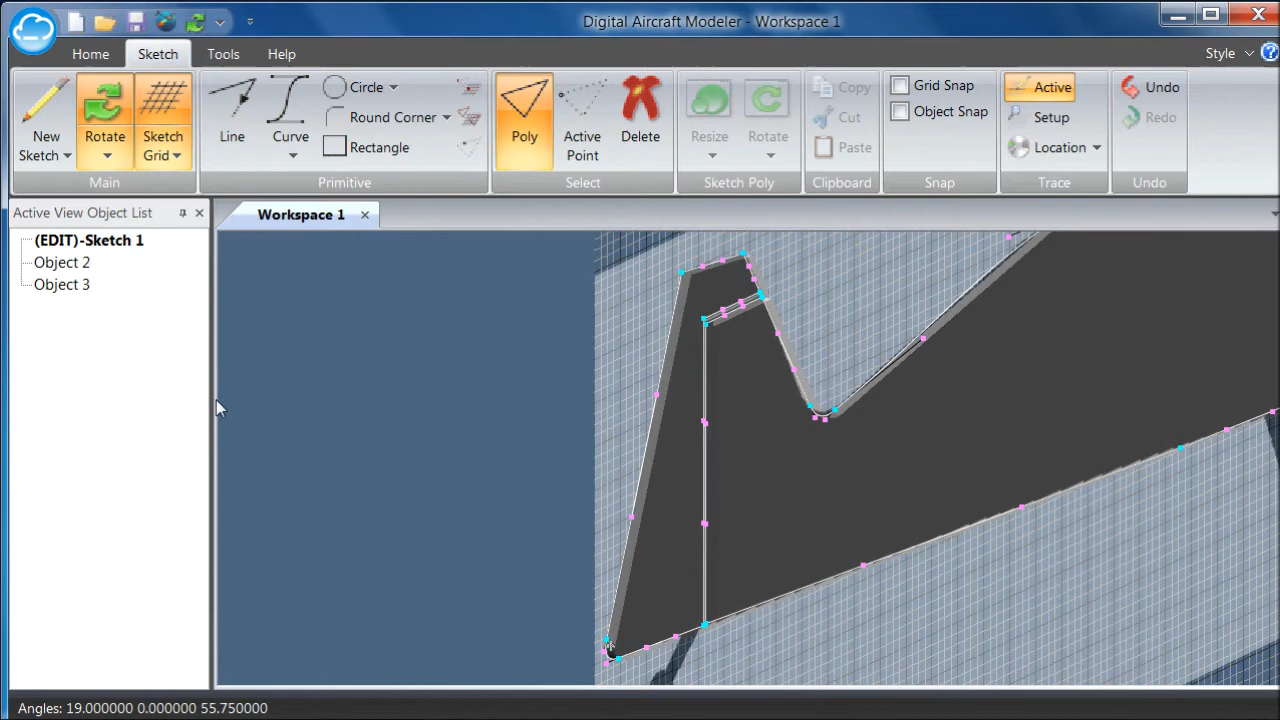 Digital Aircraft Modeler - Workspace 1
Home Sketch Tools Help Style
New Sketch
Rotate
Sketch Grid
Main
Line
Curve
Circle
Round Corner
Rectangle
Primitive
Poly
Active Point
Delete
Select
Resize
Rotate
Sketch Poly
Copy
Cut
Paste
Clipboard
Grid Snap
Object Snap
Snap
Active
Setup
Location
Trace
Undo
Redo
Undo
Active View Object List
Workspace 1
(EDIT)-Sketch 1
Object 2
Object 3
Angles: 19.000000 0.000000 55.750000